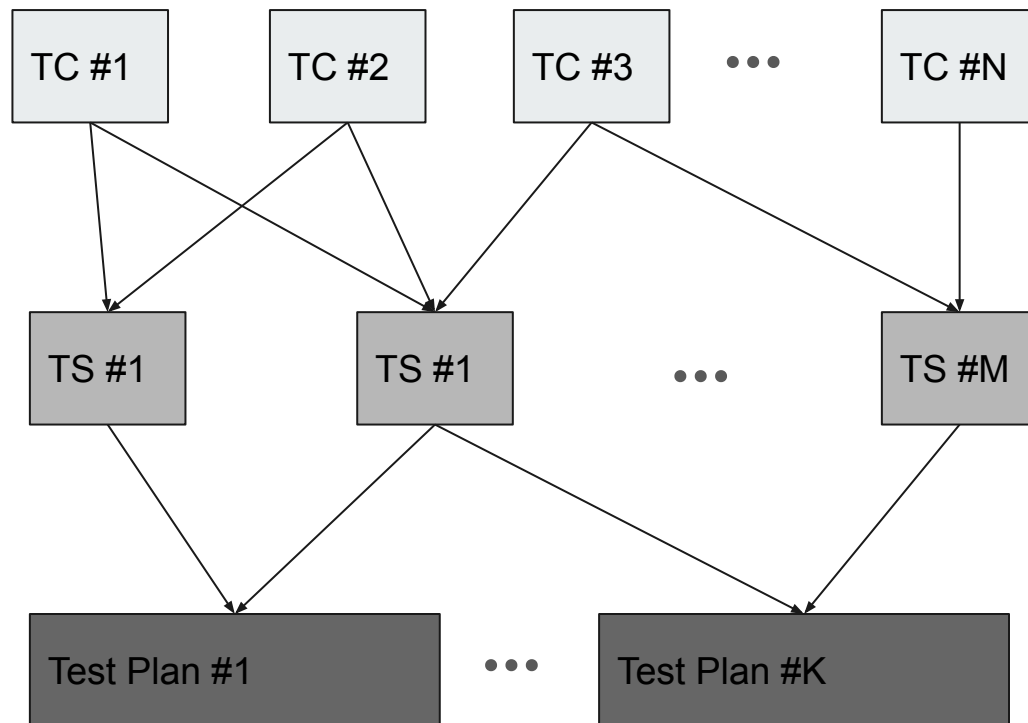 TC #1
TC #2
TC #3
TC #N
TS #1
TS #1
TS #M
Test Plan #1
Test Plan #K